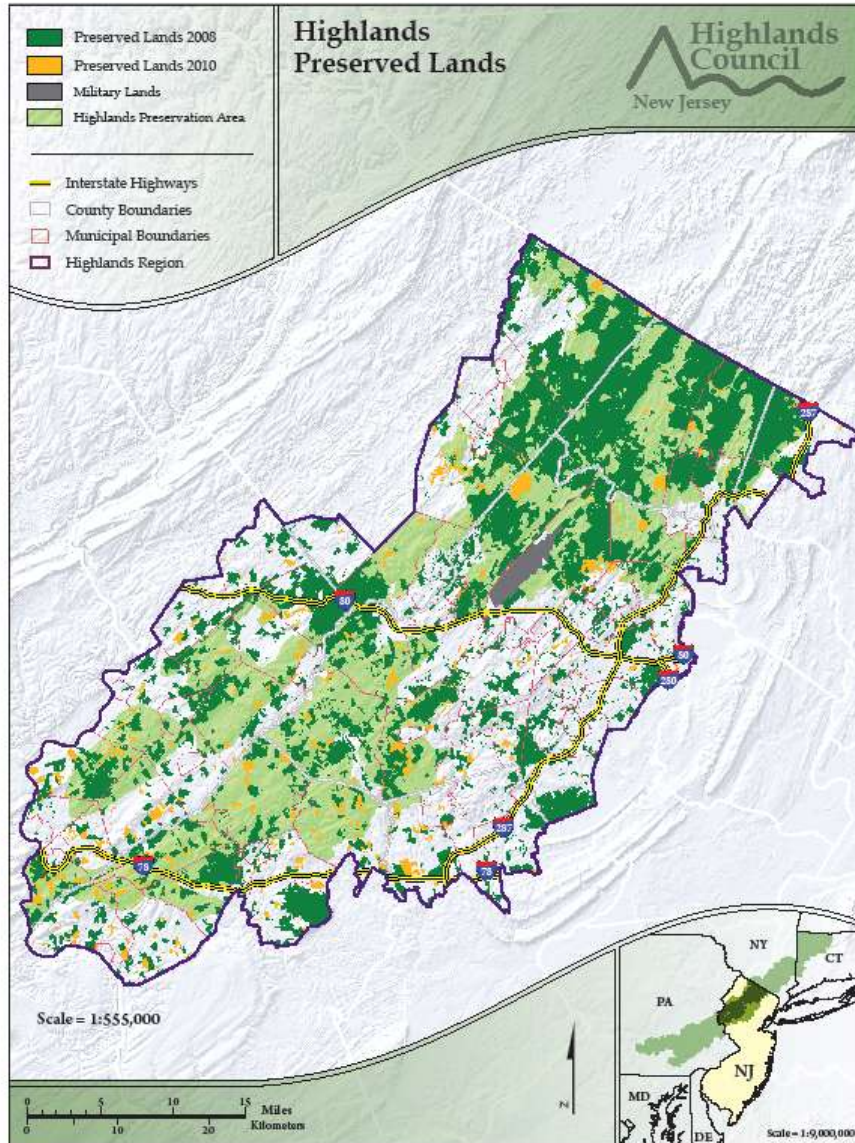 Preserved Lands 2008
Preserved Lands 2010
Military Lands
Highlands Preservation Area
Interstate Highways
County Boundaries
Municipal Boundaries
Highlands Region
Highlands
Preserved Lands
Highlands
Council
New Jersey
287
80
80
280
287
78
78
Scale = 1:555,000
NY
CT
PA
NJ
MD
DE
Scale = 1:9,000,000
N
0 5 10 15
Miles
Kilometers
0 10 20